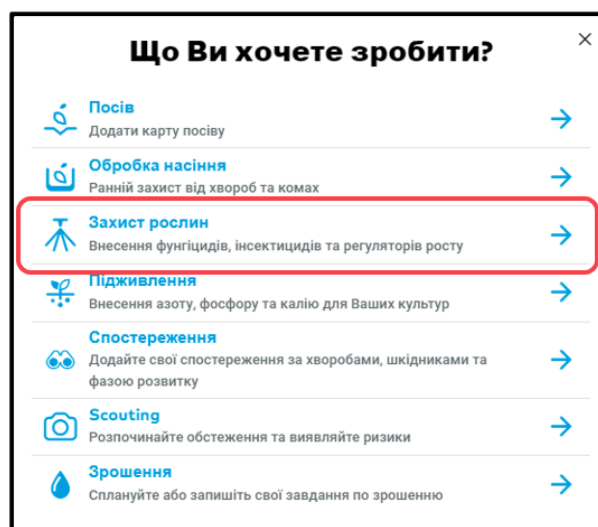 Що Ви хочете зробити?
Посів
Додати карту посіву
Обробка насіння
Ранній захист від хвороб та комах
Захист рослин
Внесення фунгіцидів, інсектицидів та регуляторів росту
Підживлення
Внесення азоту, фосфору та калію для Ваших культур
Спостереження
Додайте свої спостереження за хворобами, шкідниками та
фазою розвитку
Scouting
Розпочинайте обстеження та виявляйте ризики
Зрошення
Сплануйте або запишіть свої завдання по зрошенню